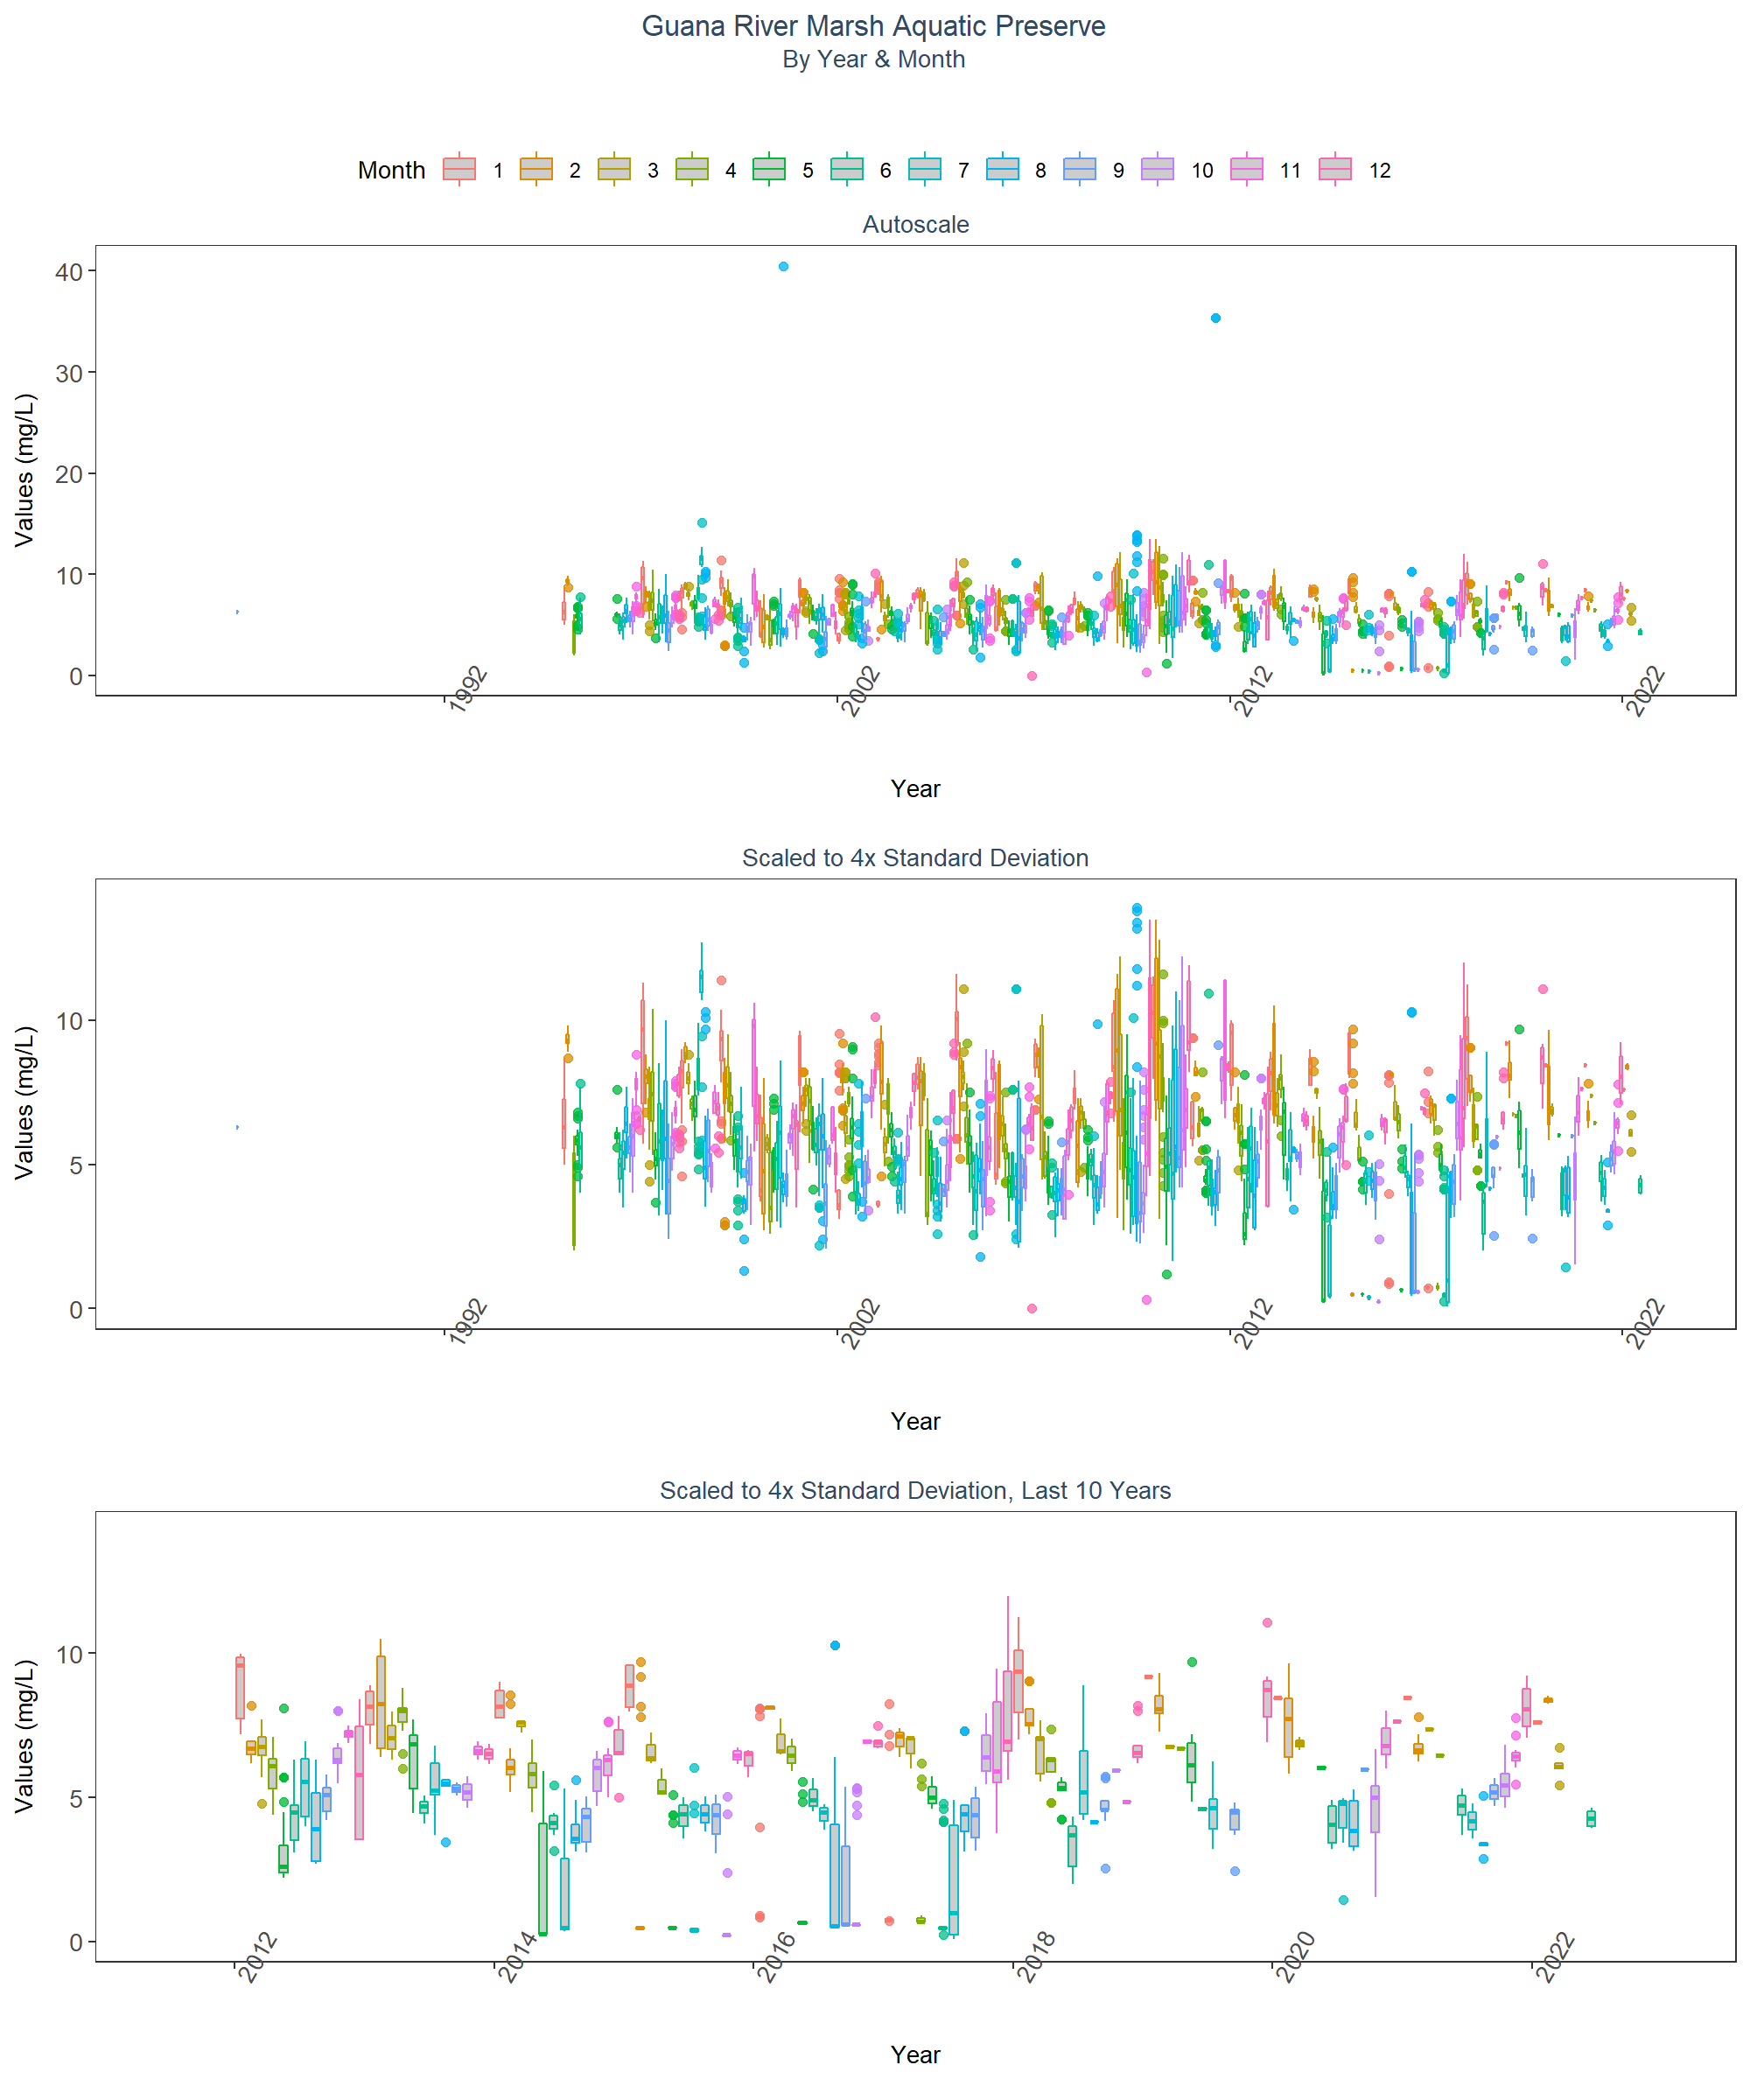 Guana River Marsh Aquatic Preserve
By Year & Month
Month 1 2 3 4 5 6 7 8 9 10 11 12
Autoscale
Values (mg/L)
40
30
20
10
0
1992 2002 2012 2022
Year
Scaled to 4x Standard Deviation
Values (mg/L)
10
5
0
1992 2002 2012 2022
Year
Scaled to 4x Standard Deviation, Last 10 Years
Values (mg/L)
10
5
0
2012 2014 2016 2018 2020 2022
Year